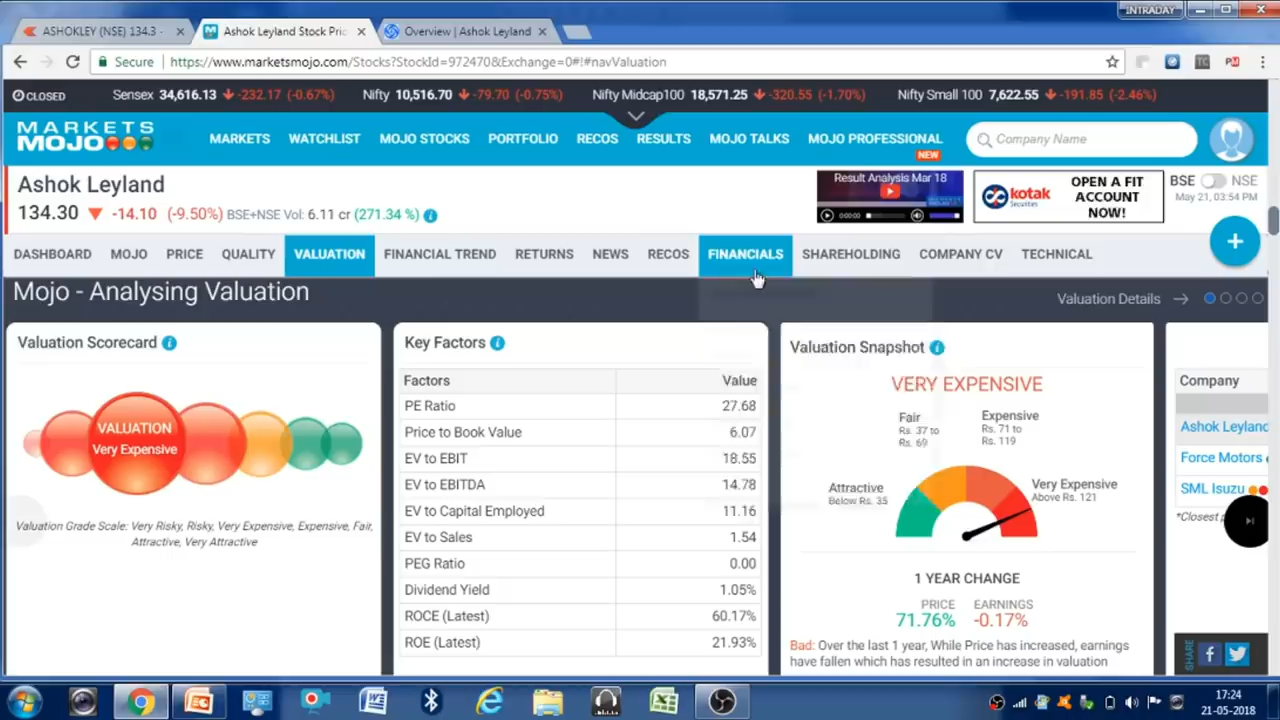 INTRADAY
ASHOKLEY (NSE) 134.3 -
Ashok Leyland Stock Pric
Overview | Ashok Leyland
Secure
https://www.marketsmojo.com/Stocks?StockId=972470&Exchange=0#!#navValuation
CLOSED
Sensex 34,616.13 -232.17 (-0.67%)
Nifty 10,516.70 -79.70 (-0.75%)
Nifty Midcap100 18,571.25 -320.55 (-1.70%)
Nifty Small 100 7,622.55 -191.85 (-2.46%)
MARKETS
MOJO
MARKETS
WATCHLIST
MOJO STOCKS
PORTFOLIO
RECOS
RESULTS
MOJO TALKS
MOJO PROFESSIONAL
NEW
Company Name
Ashok Leyland
134.30 -14.10 (-9.50%) BSE+NSE Vol: 6.11 cr (271.34 %)
Result Analysis Mar 18
kotak
Securities
OPEN A FIT
ACCOUNT
NOW!
BSE NSE
May 21, 03:54 PM
DASHBOARD
MOJO
PRICE
QUALITY
VALUATION
FINANCIAL TREND
RETURNS
NEWS
RECOS
FINANCIALS
SHAREHOLDING
COMPANY CV
TECHNICAL
Mojo - Analysing Valuation
Valuation Details
Valuation Scorecard
VALUATION
Very Expensive
Valuation Grade Scale: Very Risky, Risky, Very Expensive, Expensive, Fair,
Attractive, Very Attractive
Key Factors
Factors Value
PE Ratio 27.68
Price to Book Value 6.07
EV to EBIT 18.55
EV to EBITDA 14.78
EV to Capital Employed 11.16
EV to Sales 1.54
PEG Ratio 0.00
Dividend Yield 1.05%
ROCE (Latest) 60.17%
ROE (Latest) 21.93%
Valuation Snapshot
VERY EXPENSIVE
Fair
Rs. 37 to
Rs. 69
Expensive
Rs. 71 to
Rs. 119
Attractive
Below Rs. 35
Very Expensive
Above Rs. 121
1 YEAR CHANGE
PRICE EARNINGS
71.76% -0.17%
Bad: Over the last 1 year, While Price has increased, earnings
have fallen which has resulted in an increase in valuation
Company
Ashok Leyland
Force Motors
SML Isuzu
*Closest
SHARE
17:24
21-05-2018